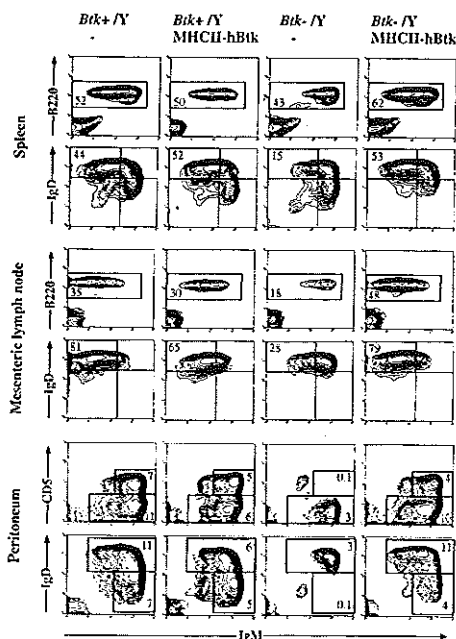 Btk+ /Y Btk+ /Y Btk- /Y Btk- /Y
- MHCII-hBtk - MHCII-hBtk
Spleen
B220
52 50 43 62
IgD
44 52 15 53
Mesenteric lymph node
B220
35 30 18 48
IgD
81 65 25 79
Peritoneum
CD5
7 5 0.1 4
11 6 3
IgD
11 6 3 11
7 5 0.1 4
IgM